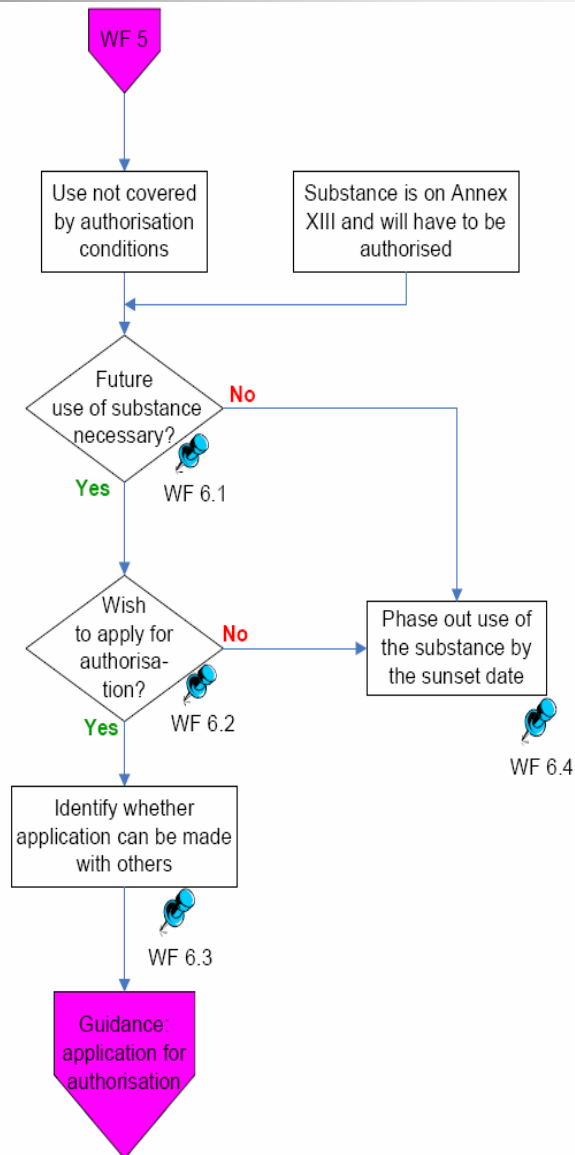 WF 5
Use not covered
by authorisation
conditions
Substance is on Annex
XIII and will have to be
authorised
Future
use of substance
necessary?
No
Yes
WF 6.1
Wish
to apply for
authorisa-
tion?
No
Yes
WF 6.2
Phase out use of
the substance by
the sunset date
WF 6.4
Identify whether
application can be made
with others
WF 6.3
Guidance:
application for
authorisation